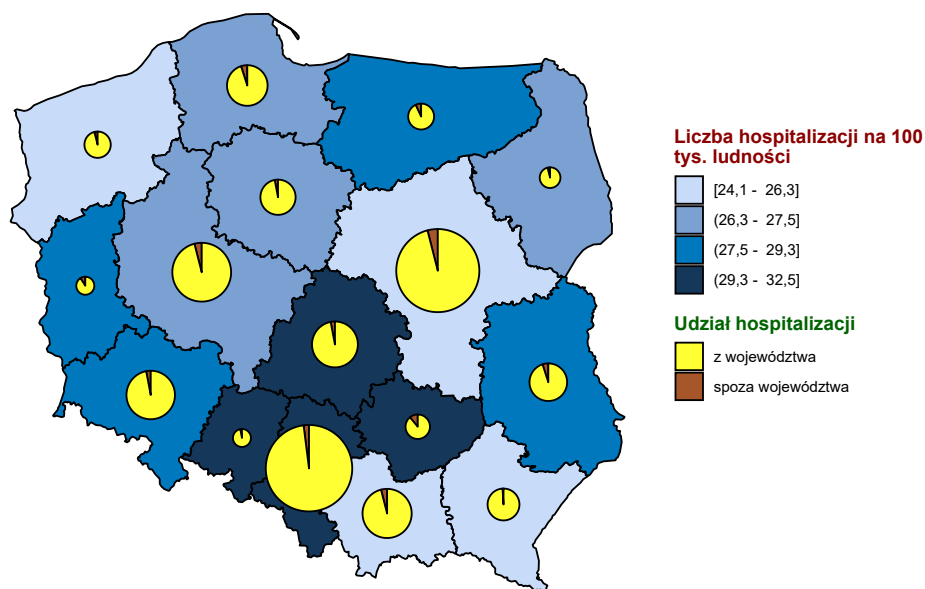 Liczba hospitalizacji na 100
tys. ludności
[24,1 - 26,3]
(26,3 - 27,5]
(27,5 - 29,3]
(29,3 - 32,5]
Udział hospitalizacji
z województwa
spoza województwa